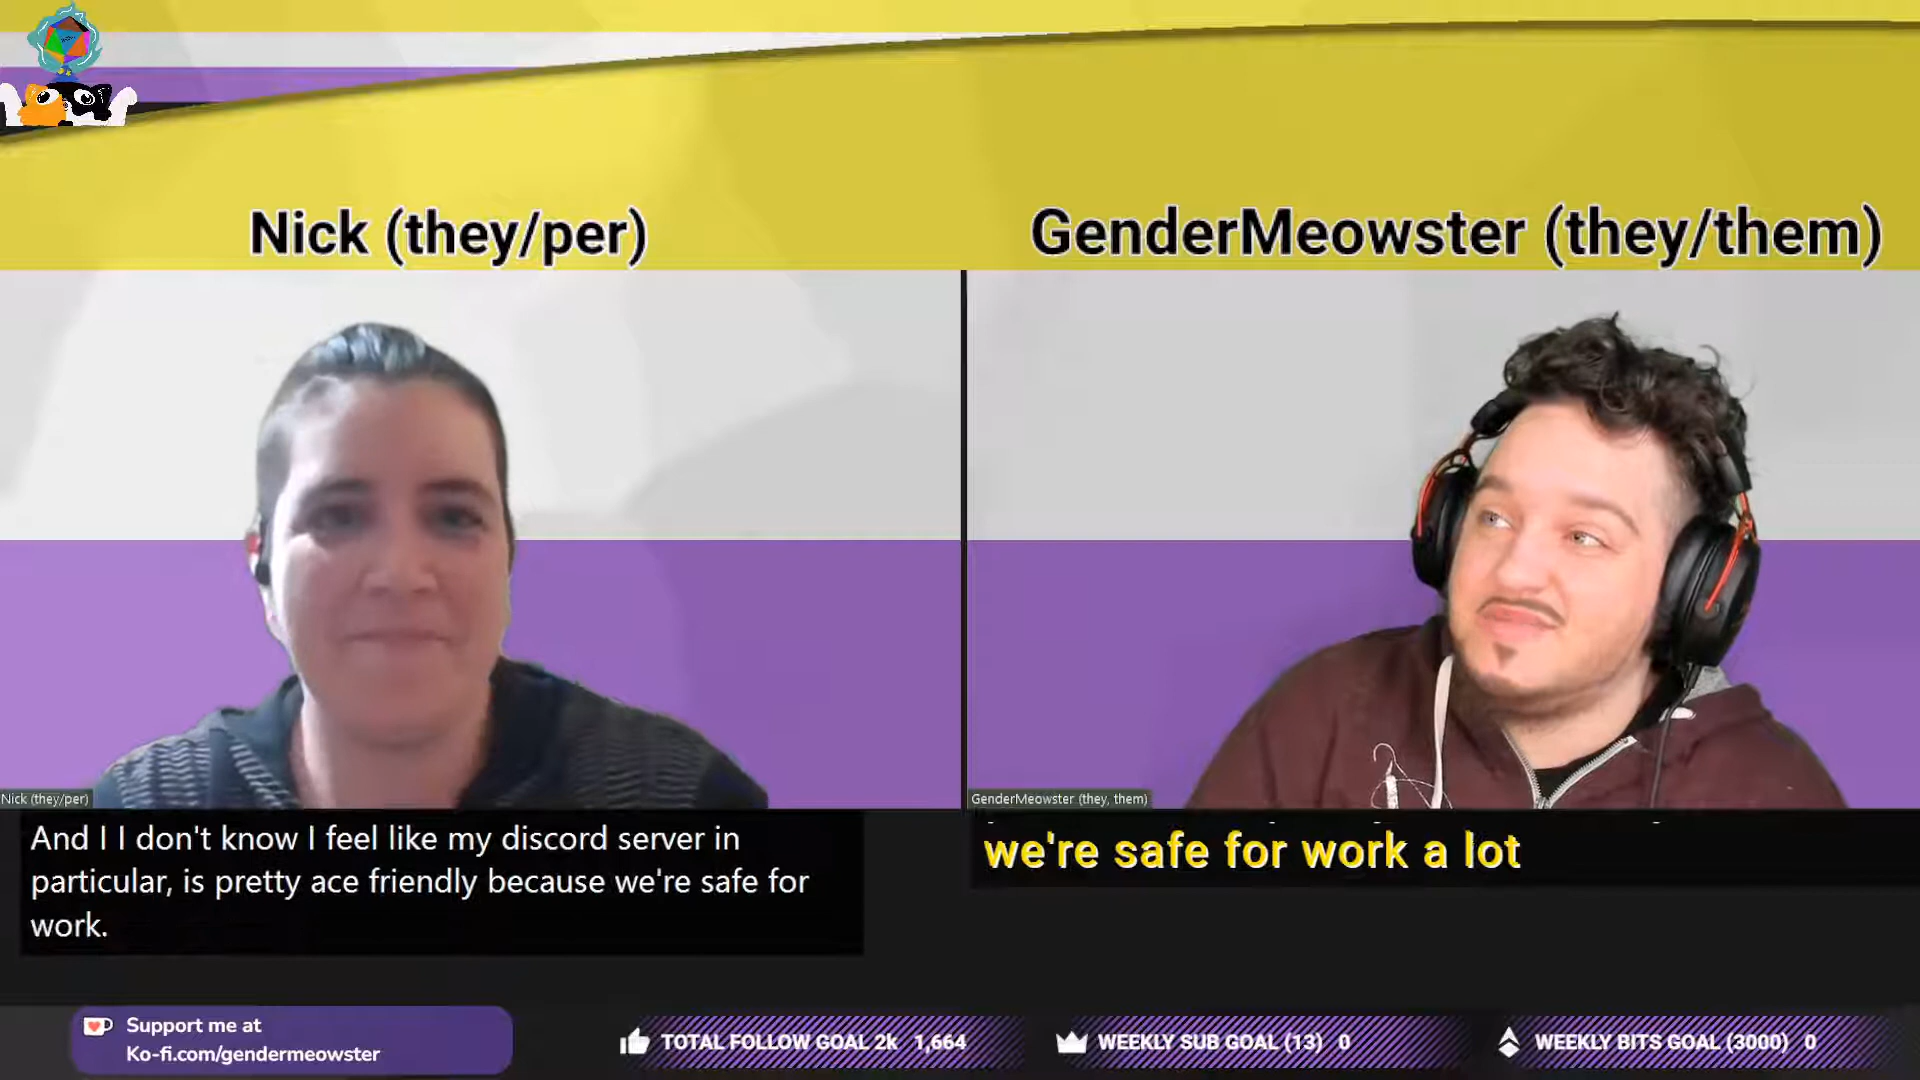 Nick (they/per)
GenderMeowster (they/them)
Nick (they/per)
GenderMeowster (they, them)
And I I don't know I feel like my discord server in
particular, is pretty ace friendly because we're safe for
work.
we're safe for work a lot
Support me at
Ko-fi.com/gendermeowster
TOTAL FOLLOW GOAL 2k 1,664
WEEKLY SUB GOAL (13) 0
WEEKLY BITS GOAL (3000) 0